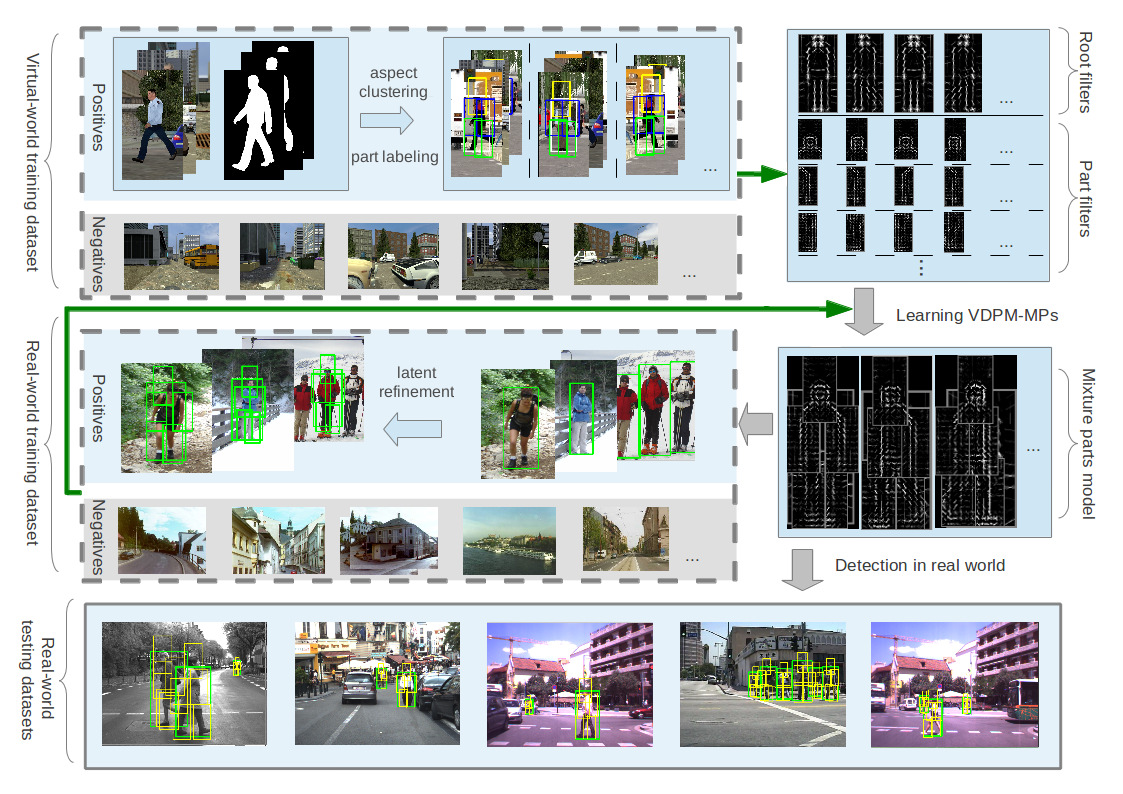 Virtual-world training dataset
Positives
aspect
clustering
part labeling
...
Negatives
...
Root filters
...
Part filters
...
...
...
Learning VDPM-MPs
Real-world training dataset
Positives
latent
refinement
Negatives
...
Mixture parts model
...
Detection in real world
Real-world
testing datasets